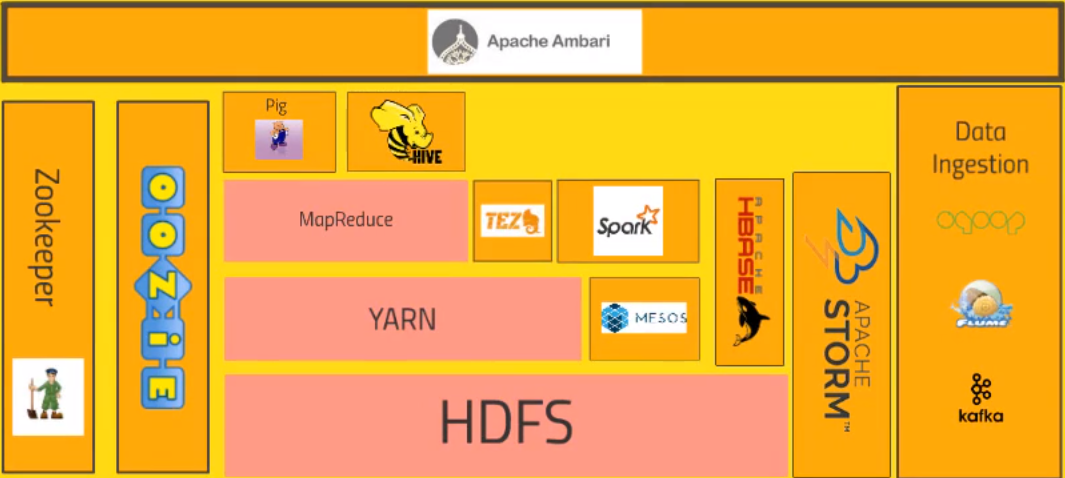 Apache Ambari
Zookeeper
OOZiE
Pig
HIVE
MapReduce
TEZ
Spark
YARN
MESOS
HDFS
APACHE
HBASE
APACHE
STORM™
Data
Ingestion
sqoop
FLUME
kafka